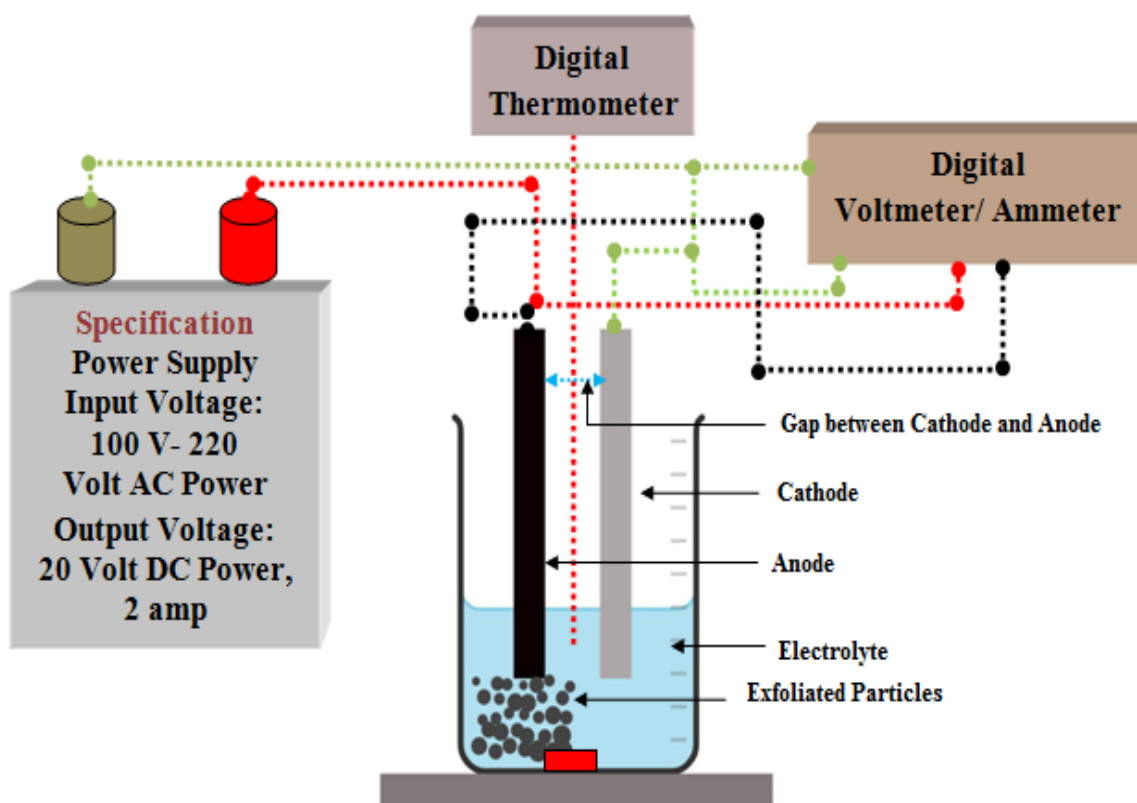 Digital
Thermometer
Digital
Voltmeter/ Ammeter
Specification
Power Supply
Input Voltage:
100 V- 220
Volt AC Power
Output Voltage:
20 Volt DC Power,
2 amp
Gap between Cathode and Anode
Cathode
Anode
Electrolyte
Exfoliated Particles